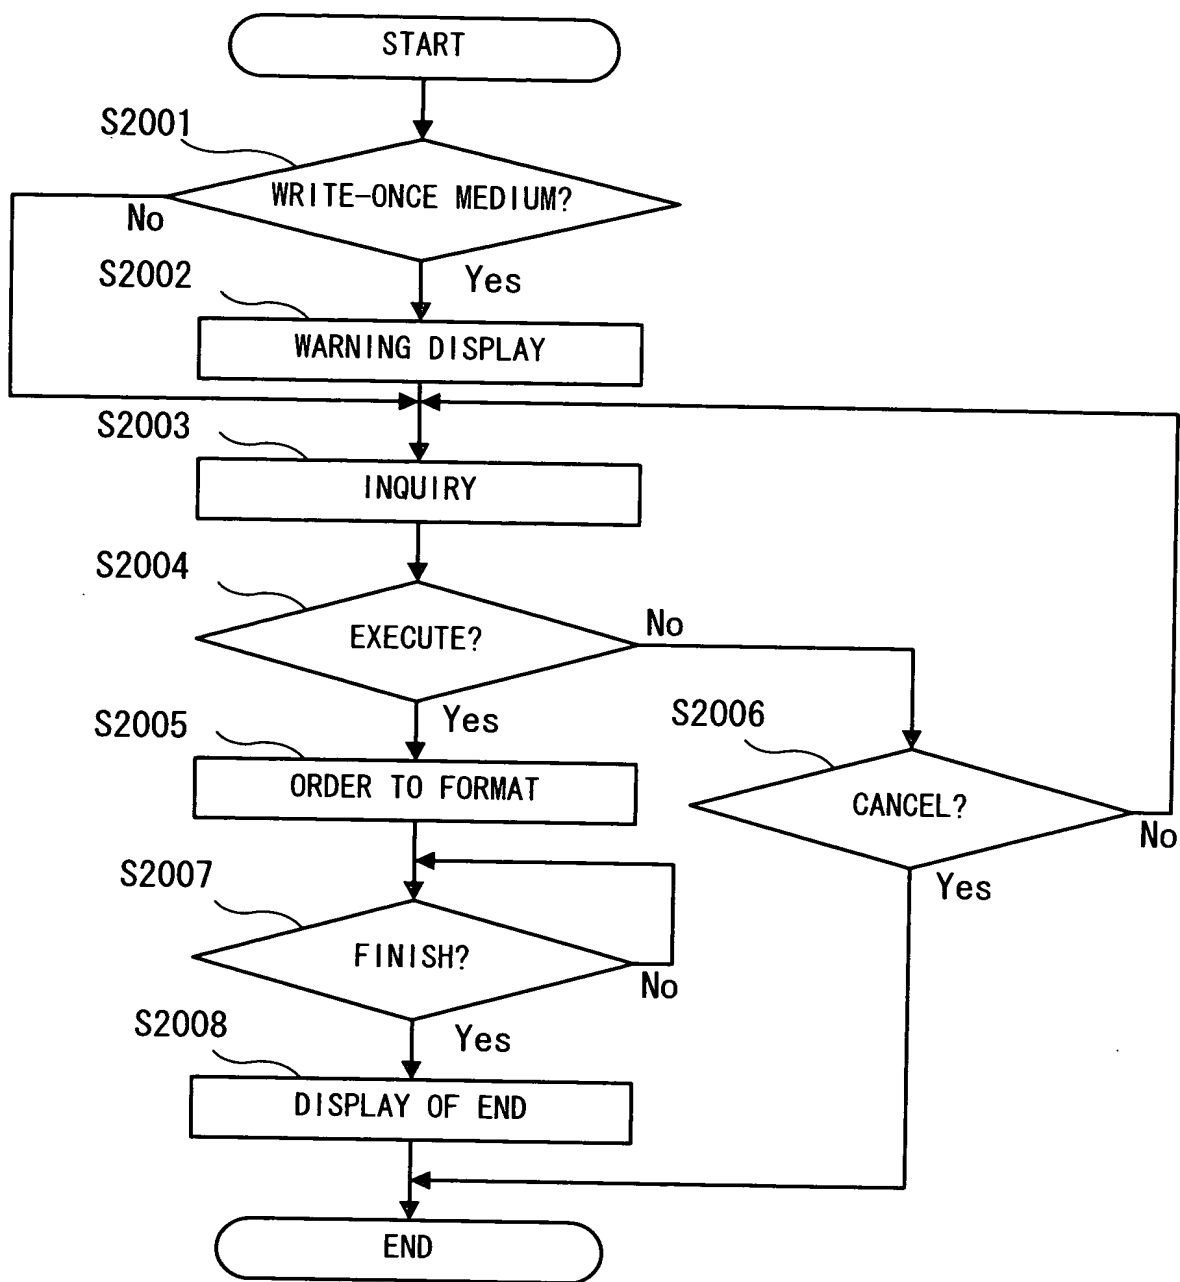 START
S2001
WRITE-ONCE MEDIUM?
No
S2002
Yes
WARNING DISPLAY
S2003
INQUIRY
S2004
EXECUTE?
No
S2005
Yes
S2006
ORDER TO FORMAT
CANCEL?
No
S2007
Yes
FINISH?
No
S2008
Yes
DISPLAY OF END
END